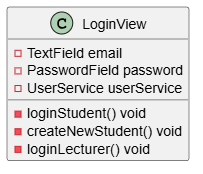 C LoginView
TextField email
PasswordField password
UserService userService
loginStudent() void
createNewStudent() void
loginLecturer() void